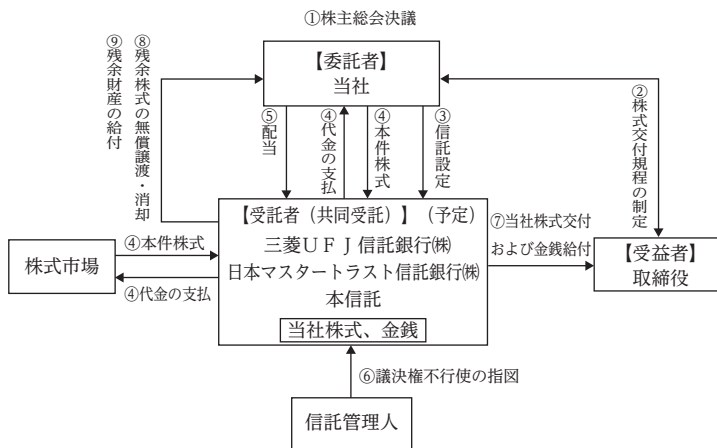 ①株主総会決議
【委託者】
当社
⑨残余財産の給付
⑧残余株式の無償譲渡・消却
⑤配当
④代金の支払
④本件株式
③信託設定
②株式交付規程の制定
【受託者（共同受託）】（予定）
三菱ＵＦＪ信託銀行㈱
日本マスタートラスト信託銀行㈱
本信託
当社株式、金銭
株式市場
④本件株式
④代金の支払
⑦当社株式交付
および金銭給付
【受益者】
取締役
⑥議決権不行使の指図
信託管理人